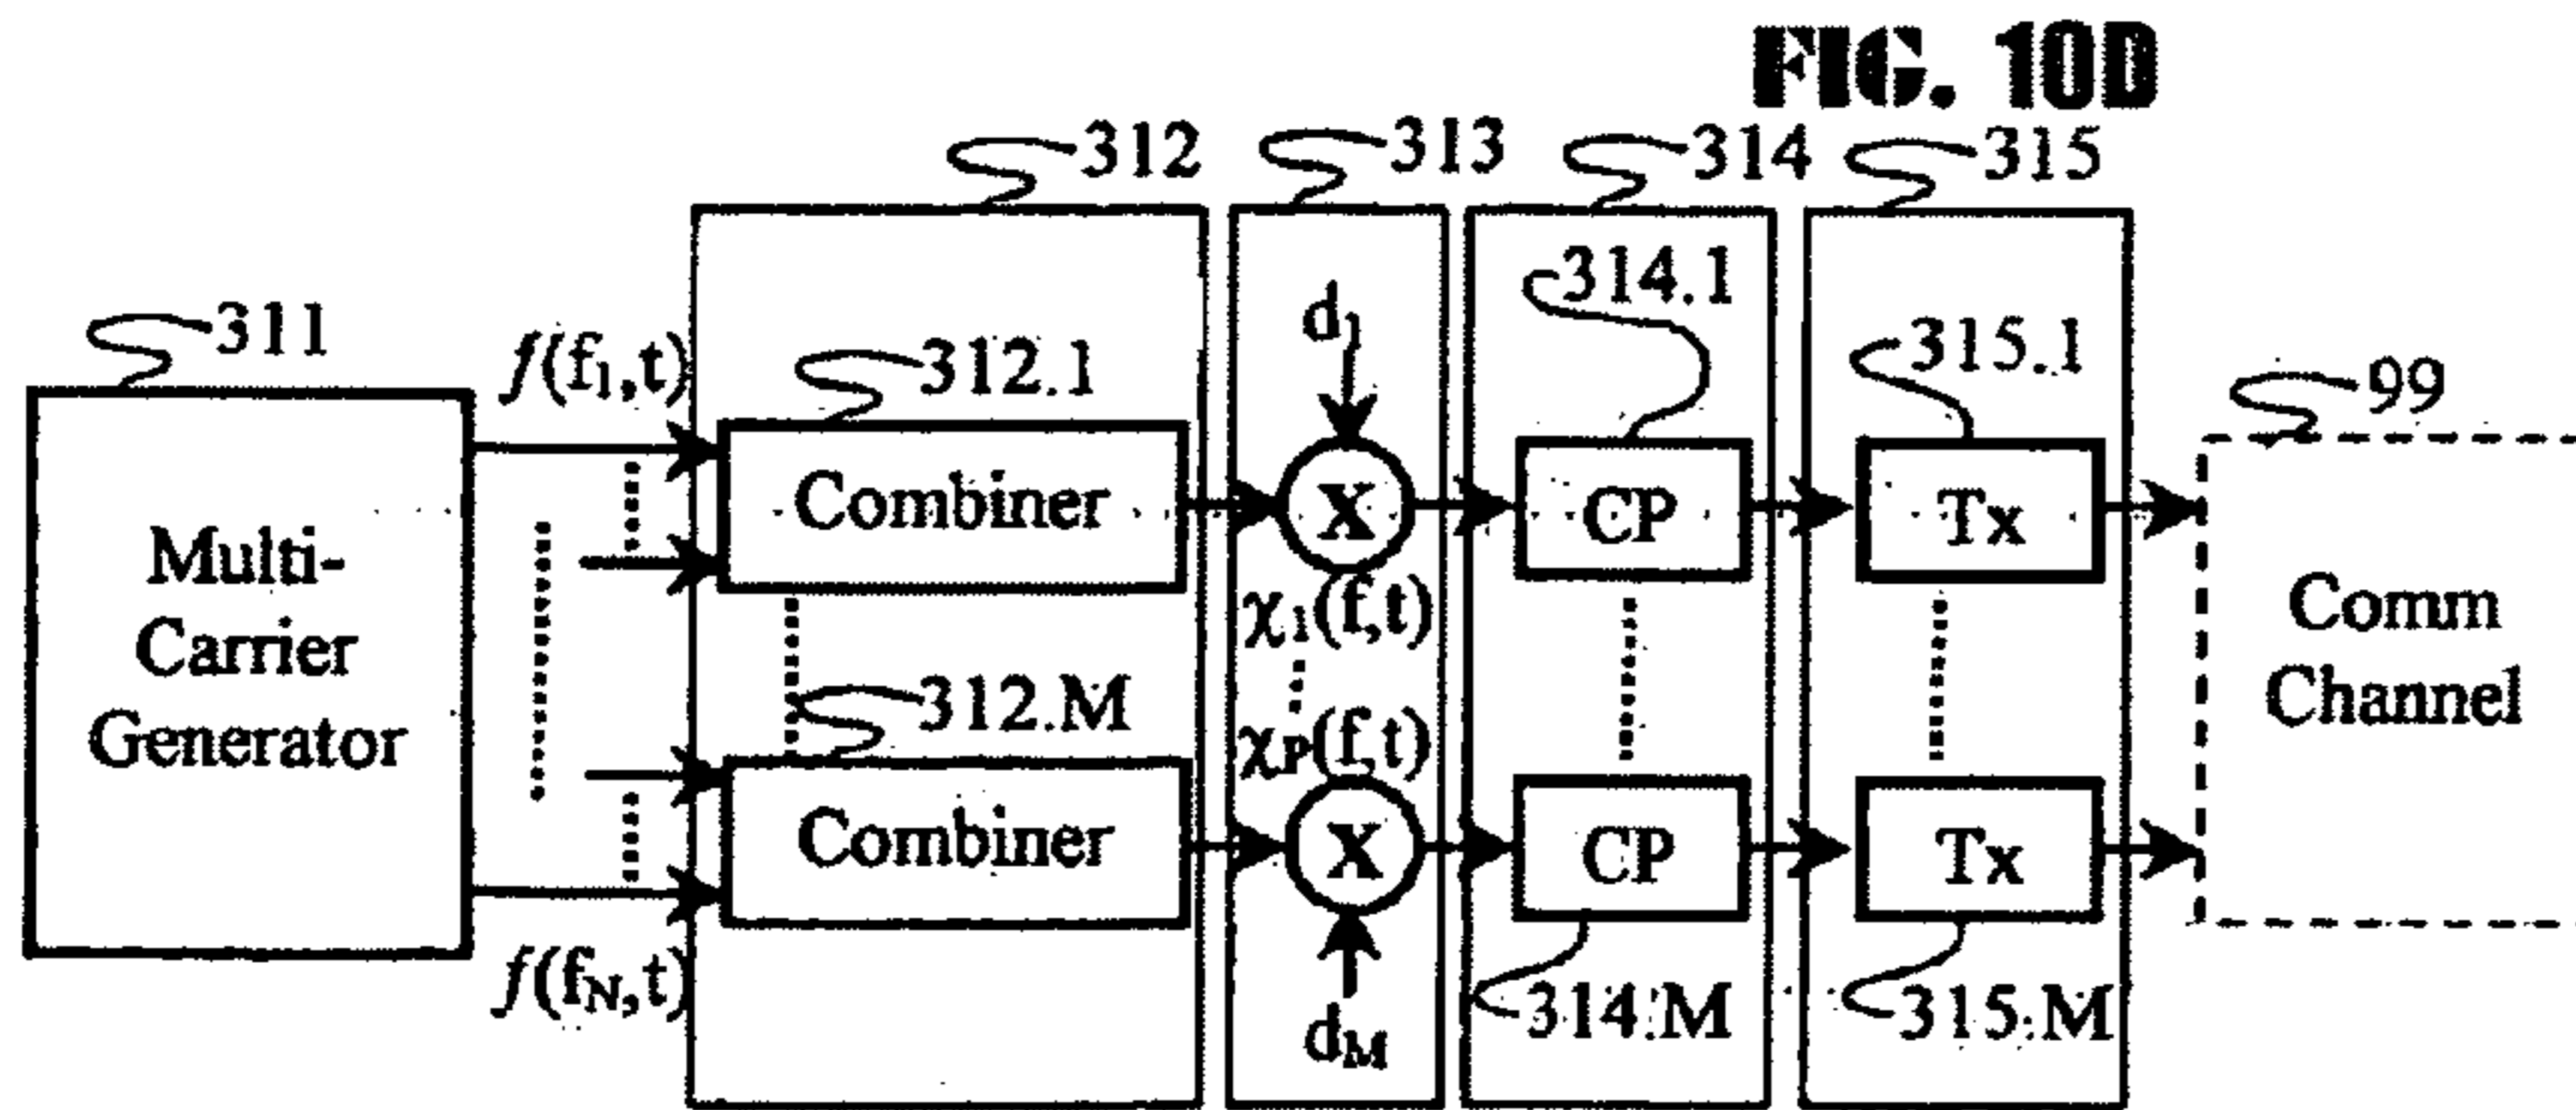 FIG. 10D
312
313
314
315
311
f(f1,t)
312.1
d1
314.1
315.1
99
Combiner
X
CP
Tx
Multi-
Carrier
Generator
χ1(f,t)
Comm
Channel
312.M
χP(f,t)
Combiner
X
CP
Tx
f(fN,t)
dM
314.M
315.M